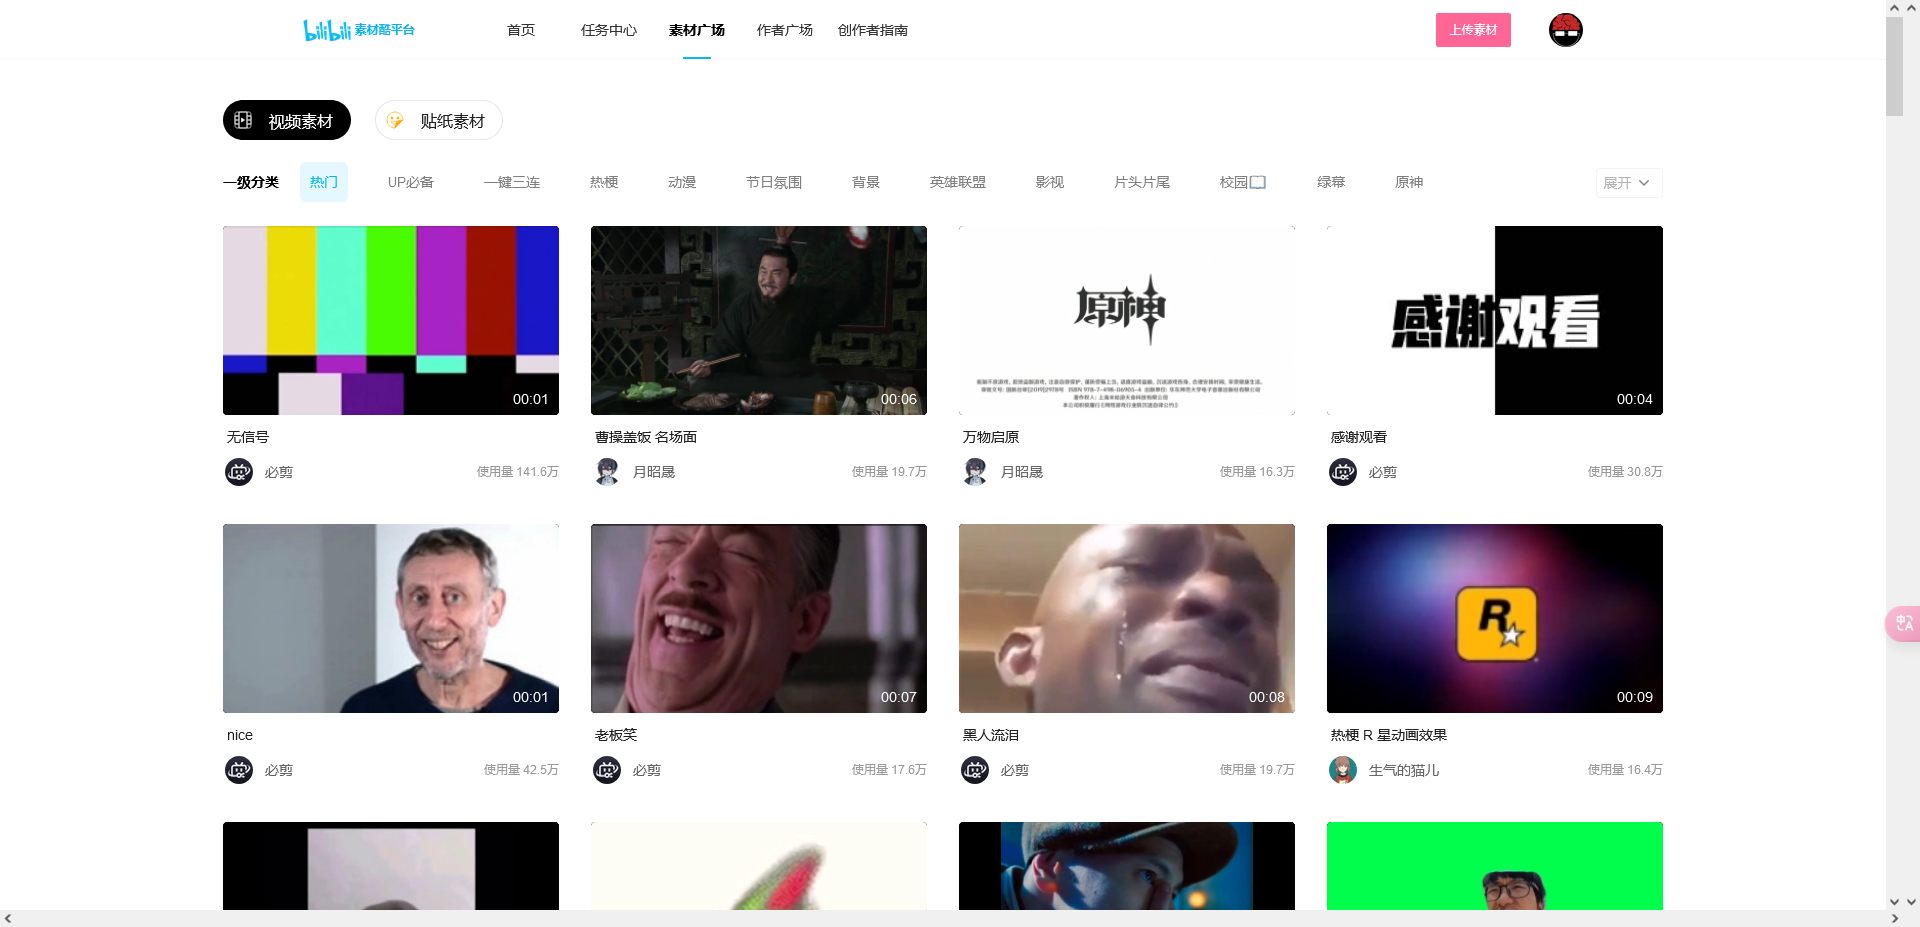 bilibili 素材酷平台
首页 任务中心 素材广场 作者广场 创作者指南
上传素材
视频素材 贴纸素材
一级分类 热门 UP必备 一键三连 热梗 动漫 节日氛围 背景 英雄联盟 影视 片头片尾 校园 绿幕 原神
展开
00:01
00:06
原神
感谢观看
00:04
无信号
曹操盖饭 名场面
万物启原
感谢观看
必剪 使用量 141.6万
月昭晟 使用量 19.7万
月昭晟 使用量 16.3万
必剪 使用量 30.8万
00:01
00:07
00:08
R
00:09
nice
老板笑
黑人流泪
热梗 R 星动画效果
必剪 使用量 42.5万
必剪 使用量 17.6万
必剪 使用量 19.7万
生气的猫儿 使用量 16.4万